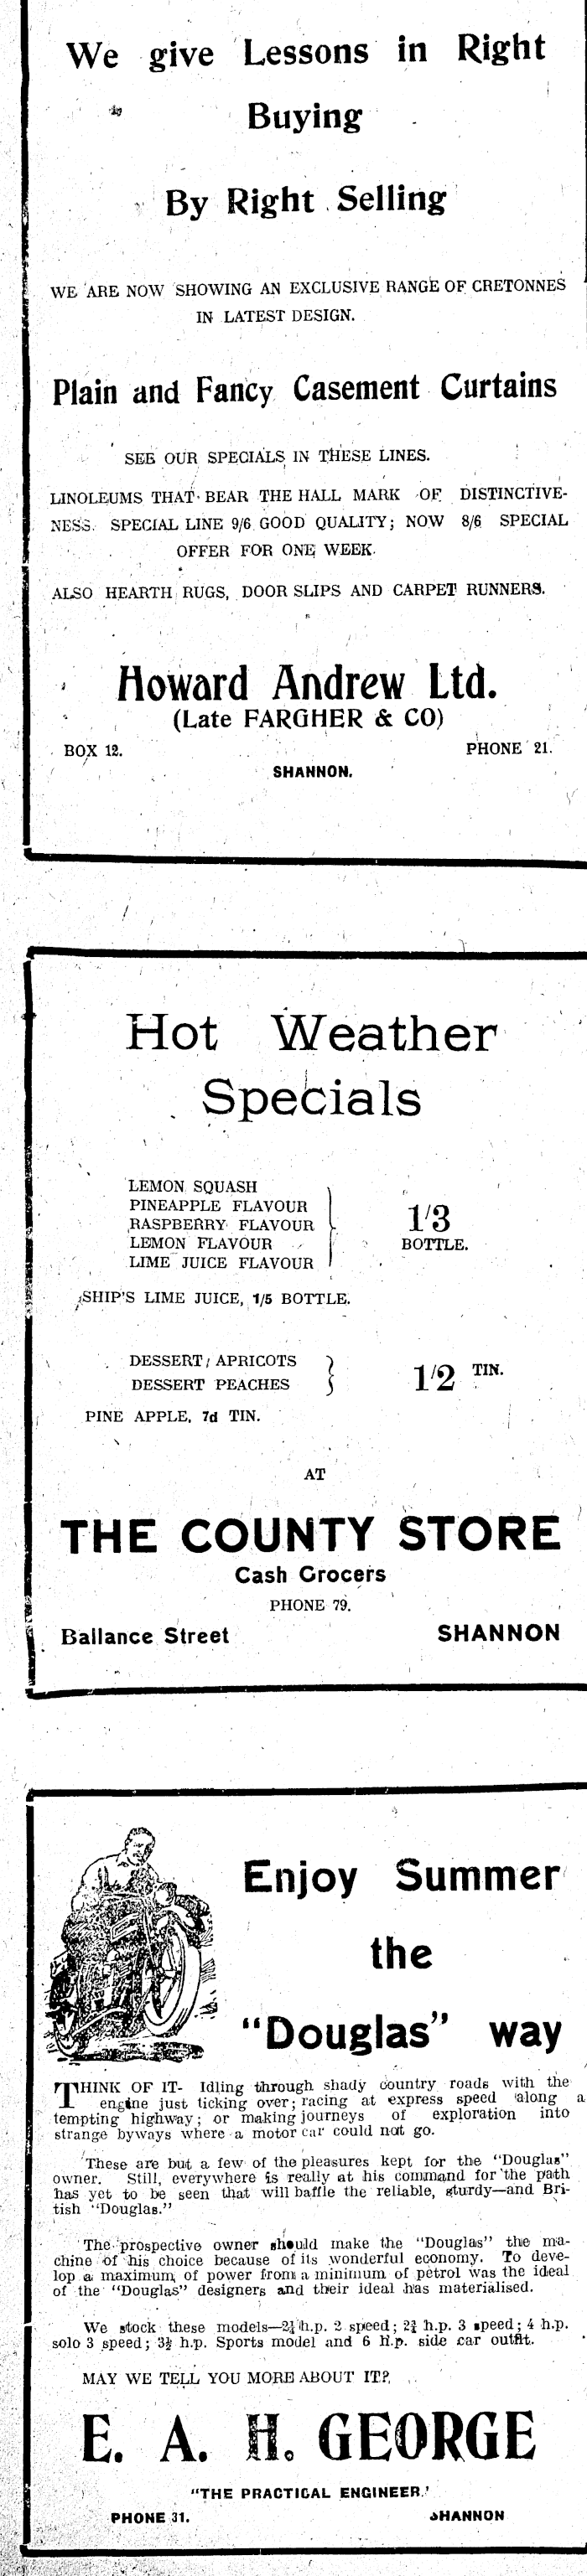 We give Lessons in Right
Buying
By Right Selling
WE ARE NOW SHOWING AN EXCLUSIVE RANGE OF CRETONNES
IN LATEST DESIGN.
Plain and Fancy Casement Curtains
SEE OUR SPECIALS IN THESE LINES.
LINOLEUMS THAT BEAR THE HALL MARK OF DISTINCTIVE-
NESS. SPECIAL LINE 9/6 GOOD QUALITY; NOW 8/6 SPECIAL
OFFER FOR ONE WEEK.
ALSO HEARTH RUGS, DOOR SLIPS AND CARPET RUNNERS.
Howard Andrew Ltd.
(Late FARGHER & CO)
BOX 12. PHONE 21.
SHANNON.
Hot Weather
Specials
LEMON SQUASH
PINEAPPLE FLAVOUR
RASPBERRY FLAVOUR 1/3
LEMON FLAVOUR BOTTLE.
LIME JUICE FLAVOUR
SHIP'S LIME JUICE, 1/5 BOTTLE.
DESSERT APRICOTS
DESSERT PEACHES 1/2 TIN.
PINE APPLE, 7d TIN.
AT
THE COUNTY STORE
Cash Grocers
PHONE 79.
Ballance Street SHANNON
Enjoy Summer
the
"Douglas" way
THINK OF IT- Idling through shady country roads with the
engine just ticking over; racing at express speed along a
tempting highway; or making journeys of exploration into
strange byways where a motor car could not go.
These are but a few of the pleasures kept for the "Douglas"
owner. Still, everywhere is really at his command for the path
has yet to be seen that will baffle the reliable, sturdy—and Bri-
tish "Douglas."
The prospective owner should make the "Douglas" the ma-
chine of his choice because of its wonderful economy. To deve-
lop a maximum of power from a minimum of petrol was the ideal
of the "Douglas" designers and their ideal has materialised.
We stock these models—2¾ h.p. 2 speed; 2¾ h.p. 3 speed; 4 h.p.
solo 3 speed; 3½ h.p. Sports model and 6 h.p. side car outfit.
MAY WE TELL YOU MORE ABOUT IT?
E. A. H. GEORGE
"THE PRACTICAL ENGINEER.'
PHONE 31. SHANNON